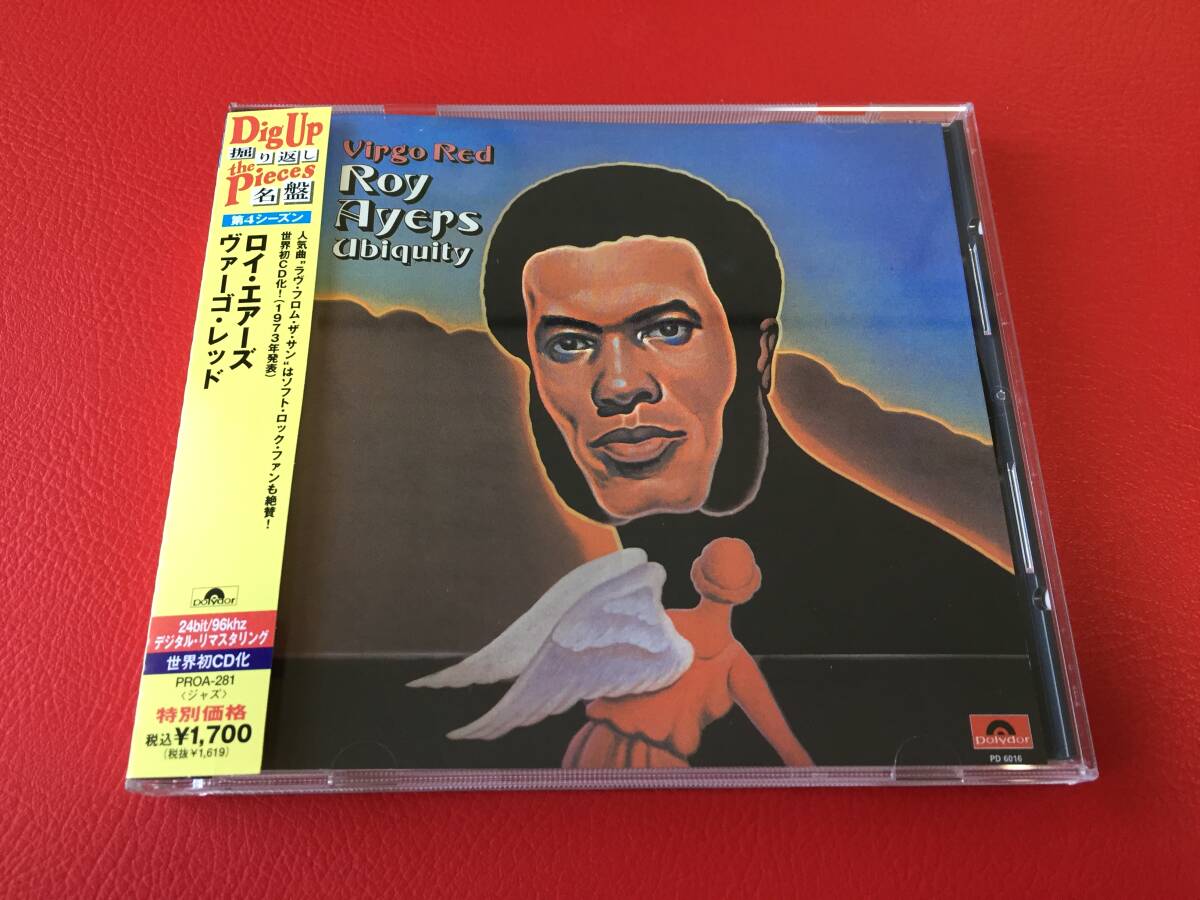 Dig Up
掘り返し
the
Pieces
名盤
第4シーズン
人気曲"ラヴ・フロム・ザ・サン"はソフト・ロック・ファンも絶賛!
世界初CD化!(1973年発表)
ロイ・エアーズ
ヴァーゴ・レッド
Polydor
24bit/96khz
デジタル・リマスタリング
世界初CD化
PROA-281
〈ジャズ〉
特別価格
税込¥1,700
(税抜¥1,619)
Virgo Red
Roy
Ayers
Ubiquity
Polydor
PD 6016